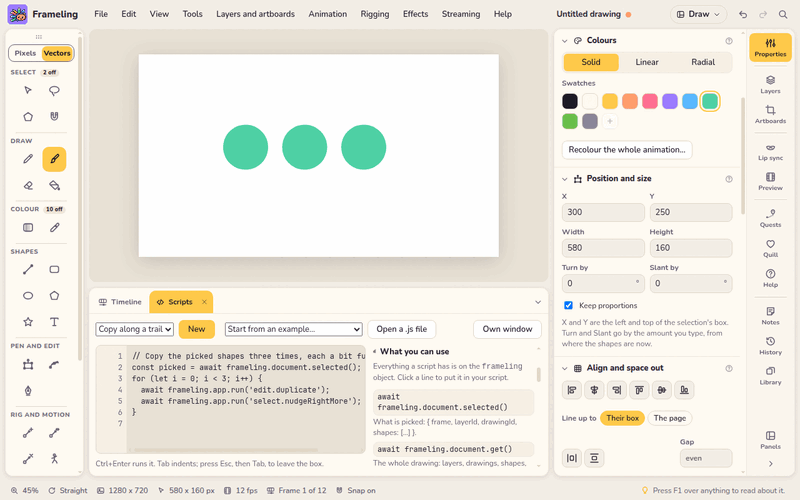 Frameling File Edit View Tools Layers and artboards Animation Rigging Effects Streaming Help Untitled drawing Draw
Pixels Vectors
SELECT 2 off
DRAW
COLOUR 10 off
SHAPES
PEN AND EDIT
RIG AND MOTION
Timeline Scripts
Copy along a trail New Start from an example... Open a .js file Own window
1 // Copy the picked shapes three times, each a bit fu
2 const picked = await frameling.document.selected();
3 for (let i = 0; i < 3; i++) {
4 await frameling.app.run('edit.duplicate');
5 await frameling.app.run('select.nudgeRightMore');
6 }
7
Ctrl+Enter runs it. Tab indents; press Esc, then Tab, to leave the box.
What you can use
Everything a script has is on the frameling
object. Click a line to put it in your script.
await
frameling.document.selected()
What is picked: { frame, layerId, drawingId,
shapes: [...] }.
await frameling.document.get()
The whole drawing: layers, drawings, shapes,
Colours
Solid Linear Radial
Swatches
Recolour the whole animation...
Position and size
X Y
300 250
Width Height
580 160
Turn by Slant by
0 ° 0 °
Keep proportions
X and Y are the left and top of the selection's box.
Turn and Slant go by the amount you type, from
where the shapes are now.
Align and space out
Line up to Their box The page
Gap
even
Properties
Layers
Artboards
Lip sync
Preview
Quests
Quill
Help
Notes
History
Library
Panels
45% Straight 1280 x 720 580 x 160 px 12 fps Frame 1 of 12 Snap on Press F1 over anything to read about it.